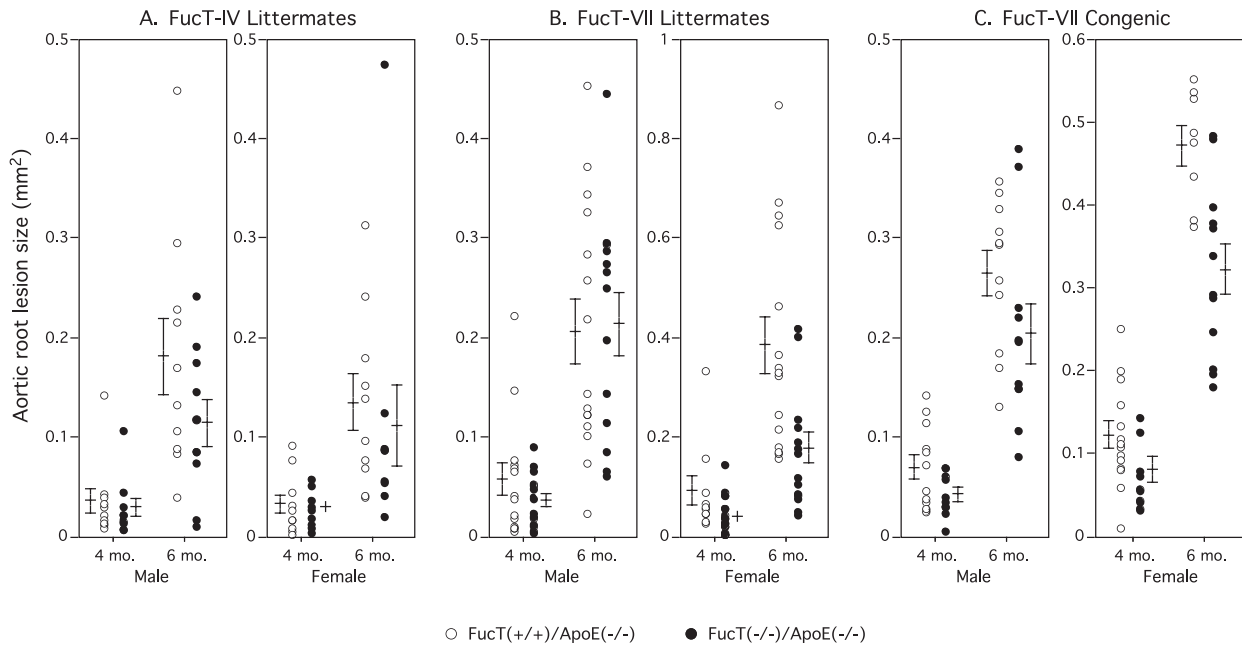 A. FucT-IV Littermates
B. FucT-VII Littermates
C. FucT-VII Congenic
Aortic root lesion size (mm²)
0.5
0.4
0.3
0.2
0.1
0
4 mo.
6 mo.
Male
0.5
0.4
0.3
0.2
0.1
0
4 mo.
6 mo.
Female
0.5
0.4
0.3
0.2
0.1
0
4 mo.
6 mo.
Male
1
0.8
0.6
0.4
0.2
0
4 mo.
6 mo.
Female
0.5
0.4
0.3
0.2
0.1
0
4 mo.
6 mo.
Male
0.6
0.5
0.4
0.3
0.2
0.1
0
4 mo.
6 mo.
Female
FucT(+/+)/ApoE(-/-)
FucT(-/-)/ApoE(-/-)